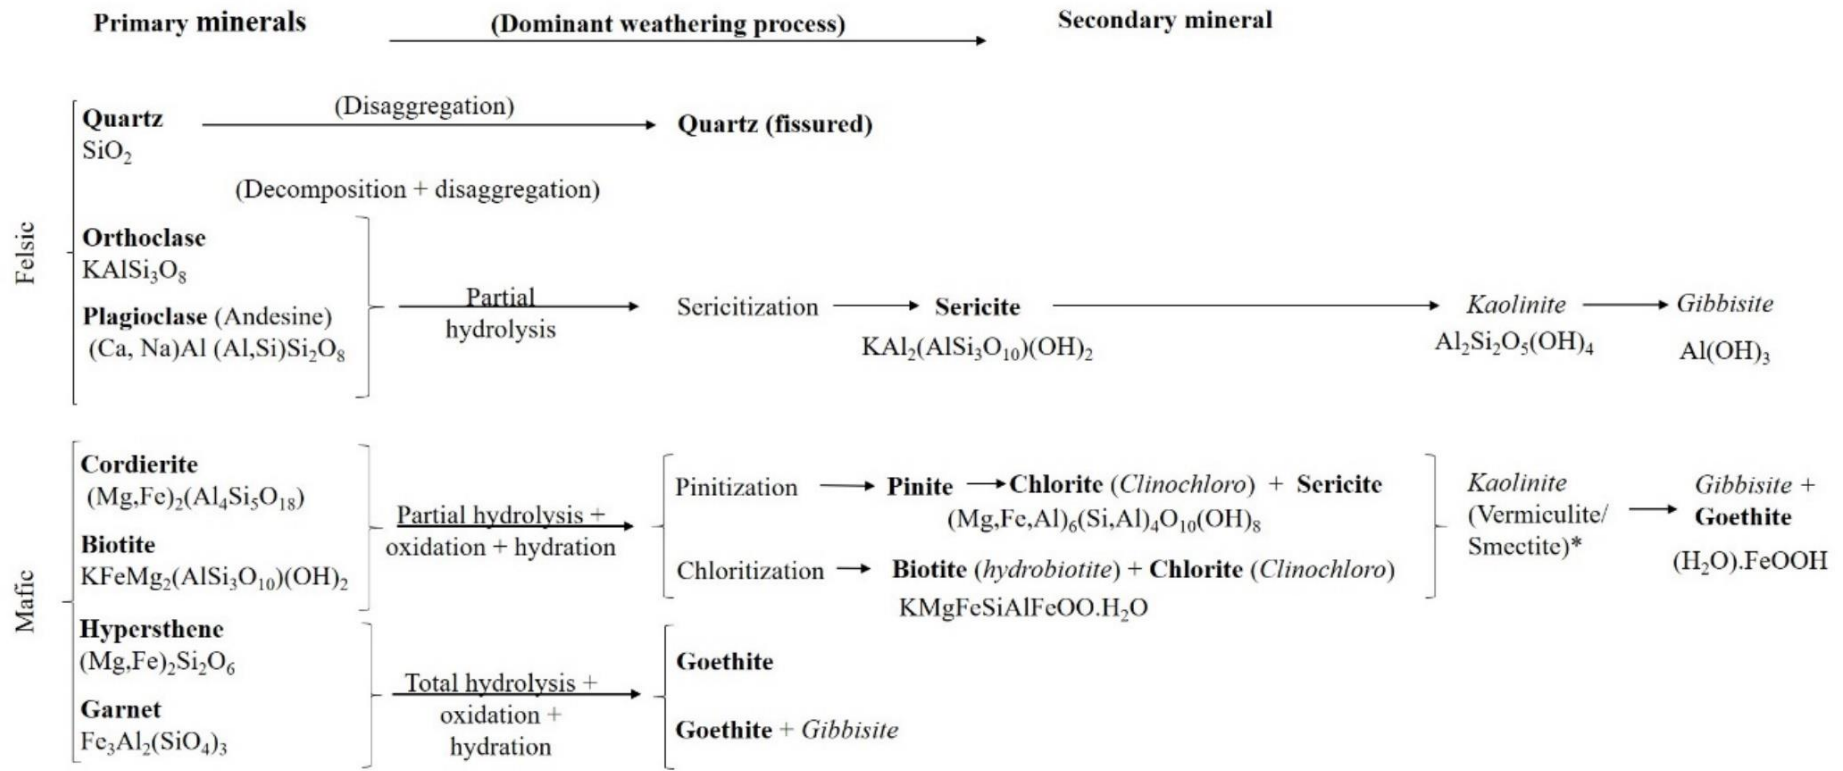 Primary minerals (Dominant weathering process) Secondary mineral
Felsic
Quartz
SiO₂
(Disaggregation)
Quartz (fissured)
(Decomposition + disaggregation)
Orthoclase
KAlSi₃O₈
Plagioclase (Andesine)
(Ca, Na)Al (Al,Si)Si₂O₈
Partial
hydrolysis
Sericitization
Sericite
KAl₂(AlSi₃O₁₀)(OH)₂
Kaolinite
Al₂Si₂O₅(OH)₄
Gibbisite
Al(OH)₃
Mafic
Cordierite
(Mg,Fe)₂(Al₄Si₅O₁₈)
Biotite
KFeMg₂(AlSi₃O₁₀)(OH)₂
Partial hydrolysis +
oxidation + hydration
Pinitization
Pinite
Chlorite (Clinochloro) + Sericite
(Mg,Fe,Al)₆(Si,Al)₄O₁₀(OH)₈
Chloritization
Biotite (hydrobiotite) + Chlorite (Clinochloro)
KMgFeSiAlFeOO.H₂O
Kaolinite
(Vermiculite/
Smectite)*
Gibbisite +
Goethite
(H₂O).FeOOH
Hypersthene
(Mg,Fe)₂Si₂O₆
Garnet
Fe₃Al₂(SiO₄)₃
Total hydrolysis +
oxidation +
hydration
Goethite
Goethite + Gibbisite